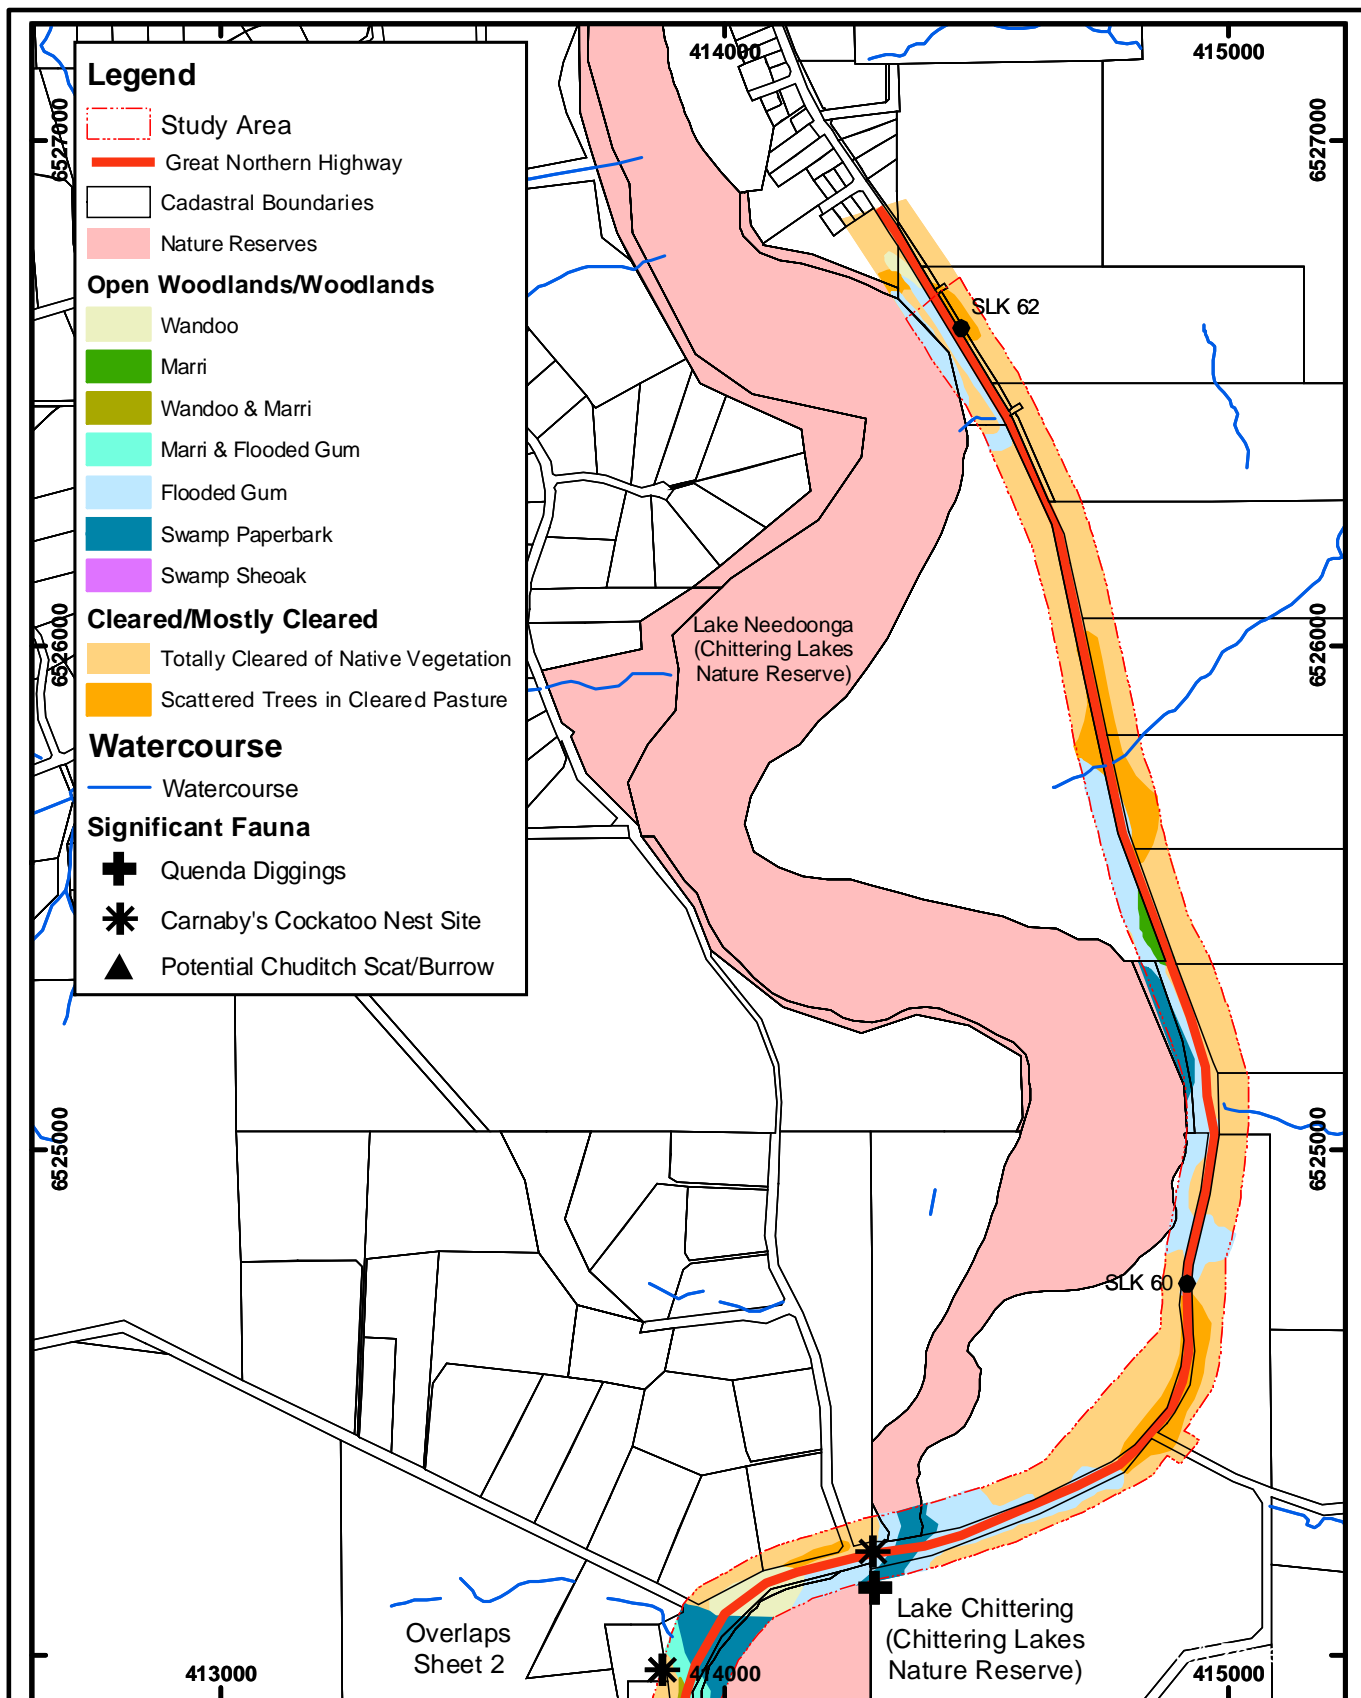 414000
415000
6527000
6527000
Legend
Study Area
Great Northern Highway
Cadastral Boundaries
Nature Reserves
Open Woodlands/Woodlands
Wandoo
Marri
Wandoo & Marri
Marri & Flooded Gum
Flooded Gum
Swamp Paperbark
Swamp Sheoak
Cleared/Mostly Cleared
Totally Cleared of Native Vegetation
Scattered Trees in Cleared Pasture
Watercourse
Watercourse
Significant Fauna
Quenda Diggings
Carnaby's Cockatoo Nest Site
Potential Chuditch Scat/Burrow
SLK 62
6526000
6526000
Lake Needoonga
(Chittering Lakes
Nature Reserve)
6525000
6525000
SLK 60
Overlaps
Sheet 2
Lake Chittering
(Chittering Lakes
Nature Reserve)
413000
414000
415000